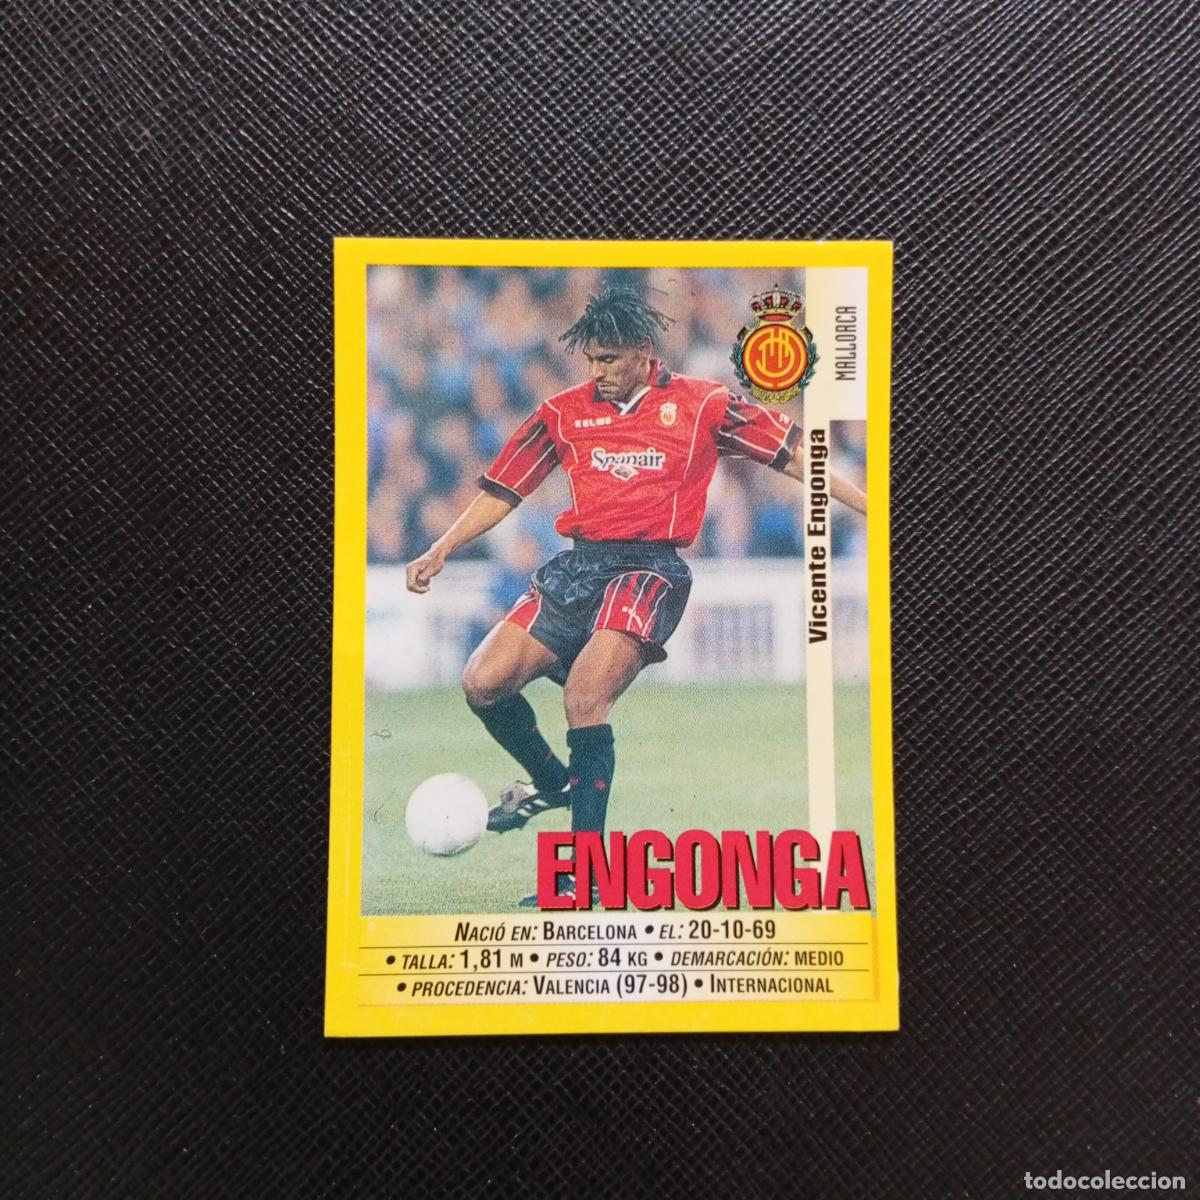 MALLORCA
Vicente Engonga
KELME
Spanair
ENGONGA
NACIÓ EN: BARCELONA • EL: 20-10-69
• TALLA: 1,81 M • PESO: 84 KG • DEMARCACIÓN: MEDIO
• PROCEDENCIA: VALENCIA (97-98) • INTERNACIONAL
todocoleccion